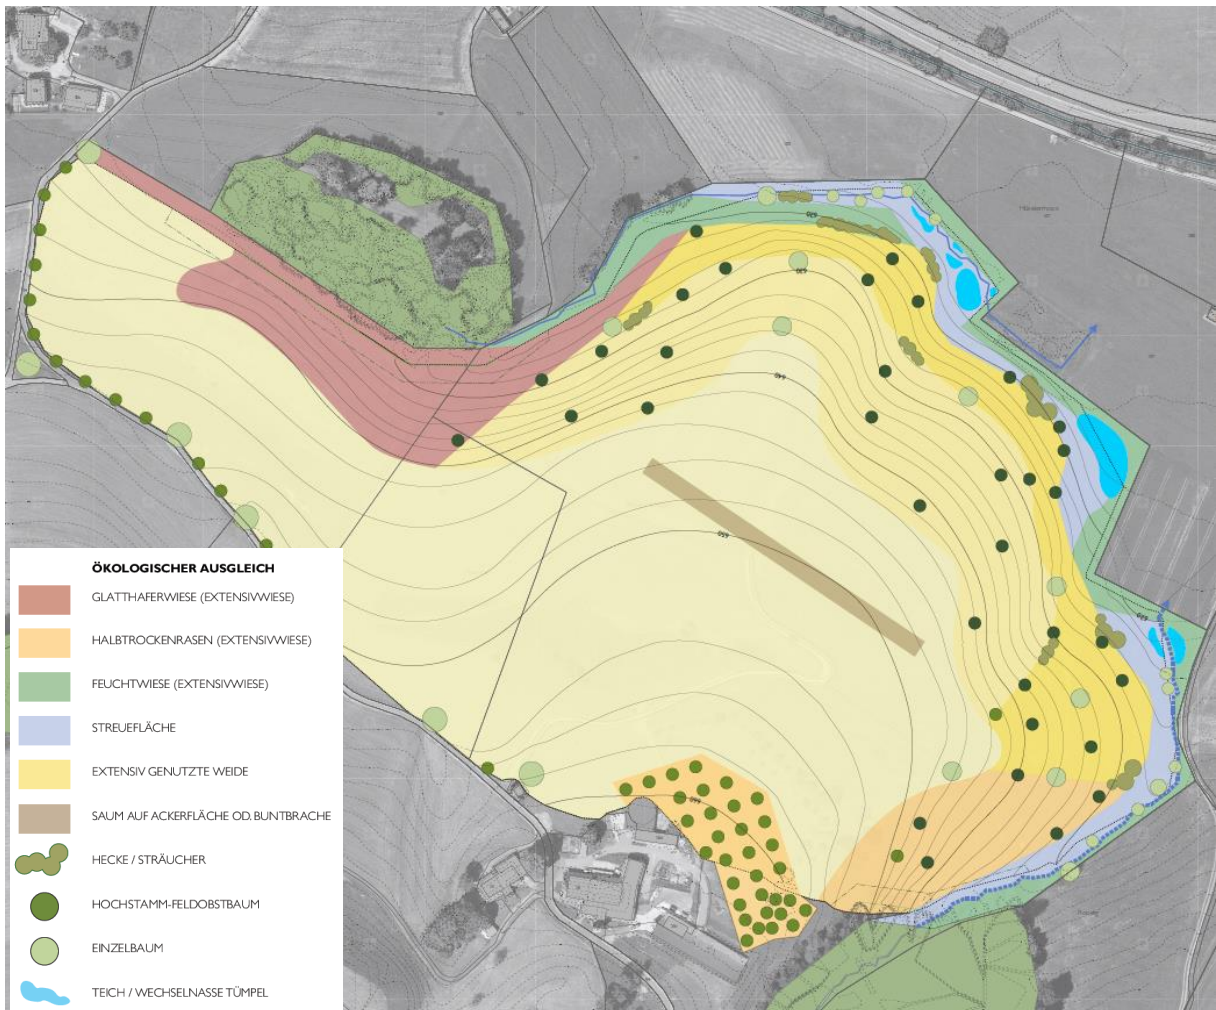 ÖKOLOGISCHER AUSGLEICH
GLATTHAFERWIESE (EXTENSIVWIESE)
HALBTROCKENRASEN (EXTENSIVWIESE)
FEUCHTWIESE (EXTENSIVWIESE)
STREUEFLÄCHE
EXTENSIV GENUTZTE WEIDE
SAUM AUF ACKERFLÄCHE OD. BUNTBRACHE
HECKE / STRÄUCHER
HOCHSTAMM-FELDOBSTBAUM
EINZELBAUM
TEICH / WECHSELNASSE TÜMPEL